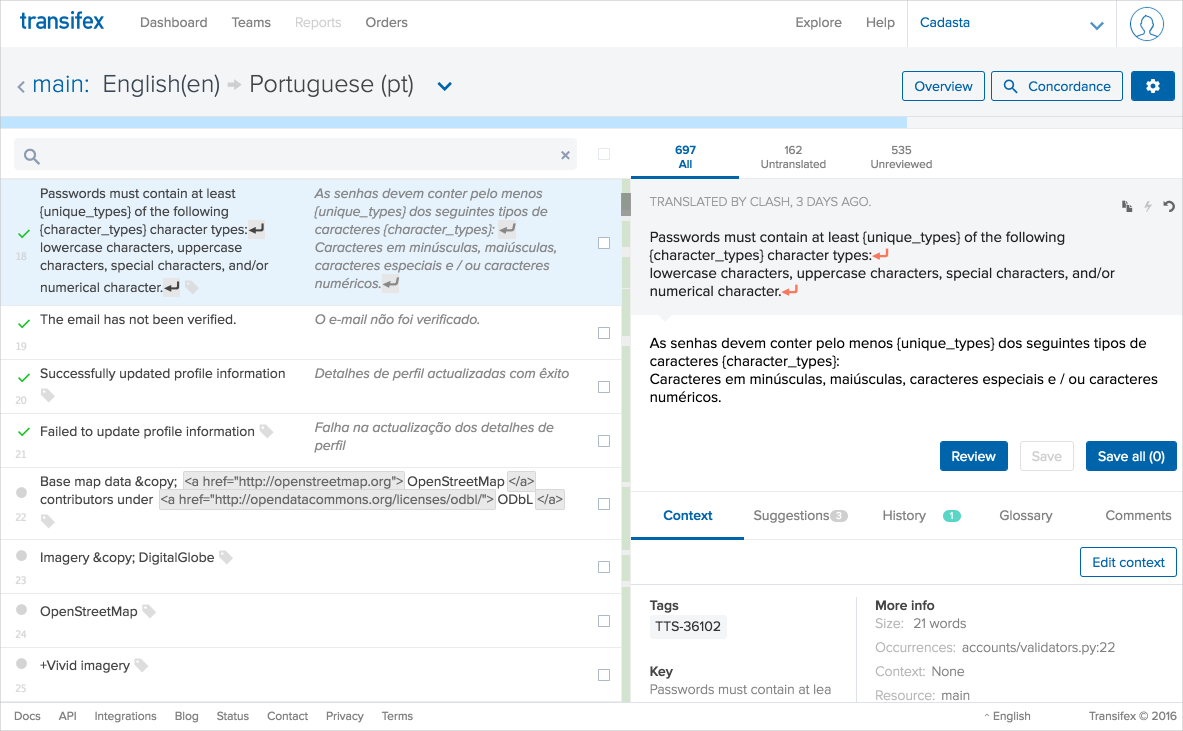 transifex
Dashboard
Teams
Reports
Orders
Explore
Help
Cadasta
main: English(en) Portuguese (pt)
Overview
Concordance
697
All
162
Untranslated
535
Unreviewed
Passwords must contain at least
{unique_types} of the following
{character_types} character types:
lowercase characters, uppercase
characters, special characters, and/or
numerical character.
18
As senhas devem conter pelo menos
{unique_types} dos seguintes tipos de
caracteres {character_types}:
Caracteres em minúsculas, maiúsculas,
caracteres especiais e / ou caracteres
numéricos.
The email has not been verified.
19
O e-mail não foi verificado.
Successfully updated profile information
20
Detalhes de perfil actualizadas com êxito
Failed to update profile information
21
Falha na actualização dos detalhes de
perfil
Base map data &copy; <a href="http://openstreetmap.org"> OpenStreetMap </a>
contributors under <a href="http://opendatacommons.org/licenses/odbl/"> ODbL </a>
22
Imagery &copy; DigitalGlobe
23
OpenStreetMap
24
+Vivid imagery
25
TRANSLATED BY CLASH, 3 DAYS AGO.
Passwords must contain at least {unique_types} of the following
{character_types} character types:
lowercase characters, uppercase characters, special characters, and/or
numerical character.
As senhas devem conter pelo menos {unique_types} dos seguintes tipos de
caracteres {character_types}:
Caracteres em minúsculas, maiúsculas, caracteres especiais e / ou caracteres
numéricos.
Review
Save
Save all (0)
Context
Suggestions 3
History 1
Glossary
Comments
Edit context
Tags
TTS-36102
Key
Passwords must contain at lea
More info
Size: 21 words
Occurrences: accounts/validators.py:22
Context: None
Resource: main
Docs
API
Integrations
Blog
Status
Contact
Privacy
Terms
English
Transifex © 2016